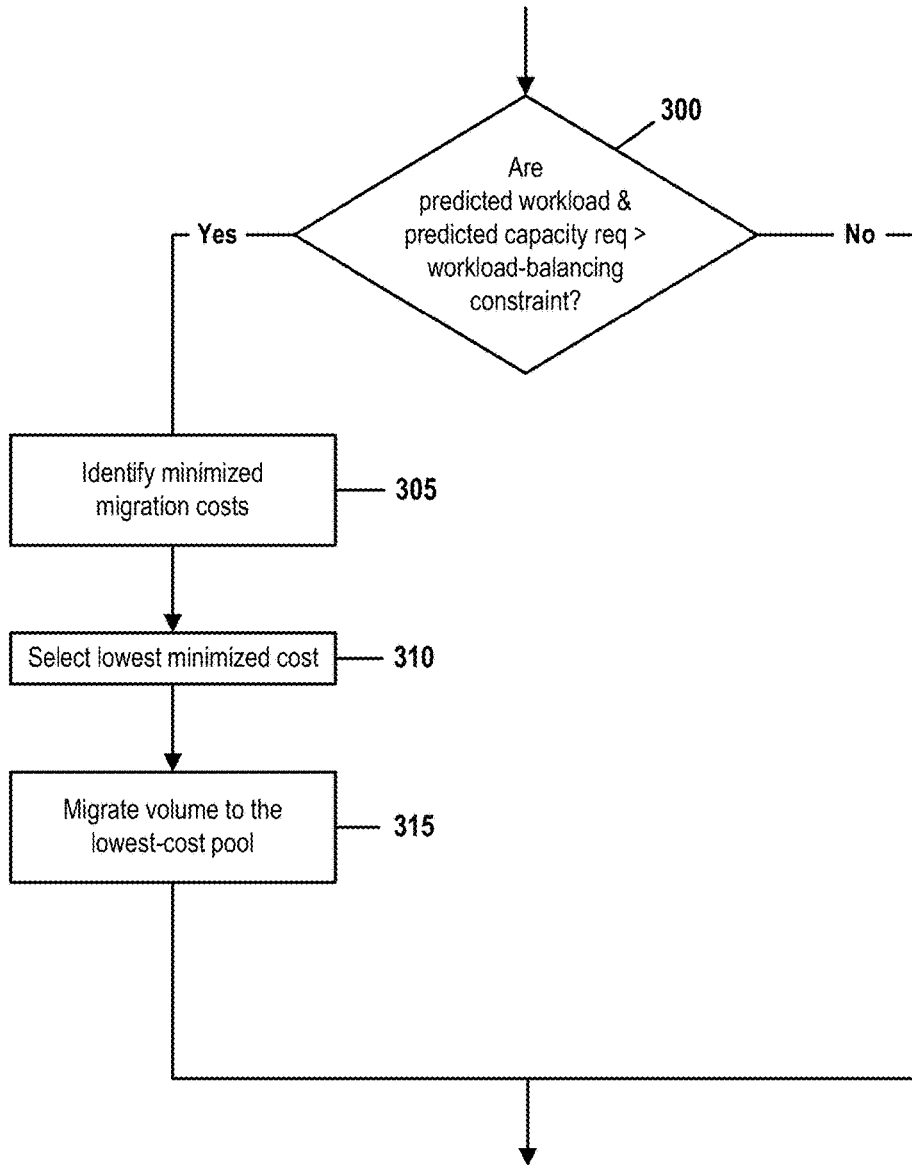 300
Are
predicted workload &
predicted capacity req >
workload-balancing
constraint?
Yes
No
Identify minimized
migration costs
305
Select lowest minimized cost
310
Migrate volume to the
lowest-cost pool
315